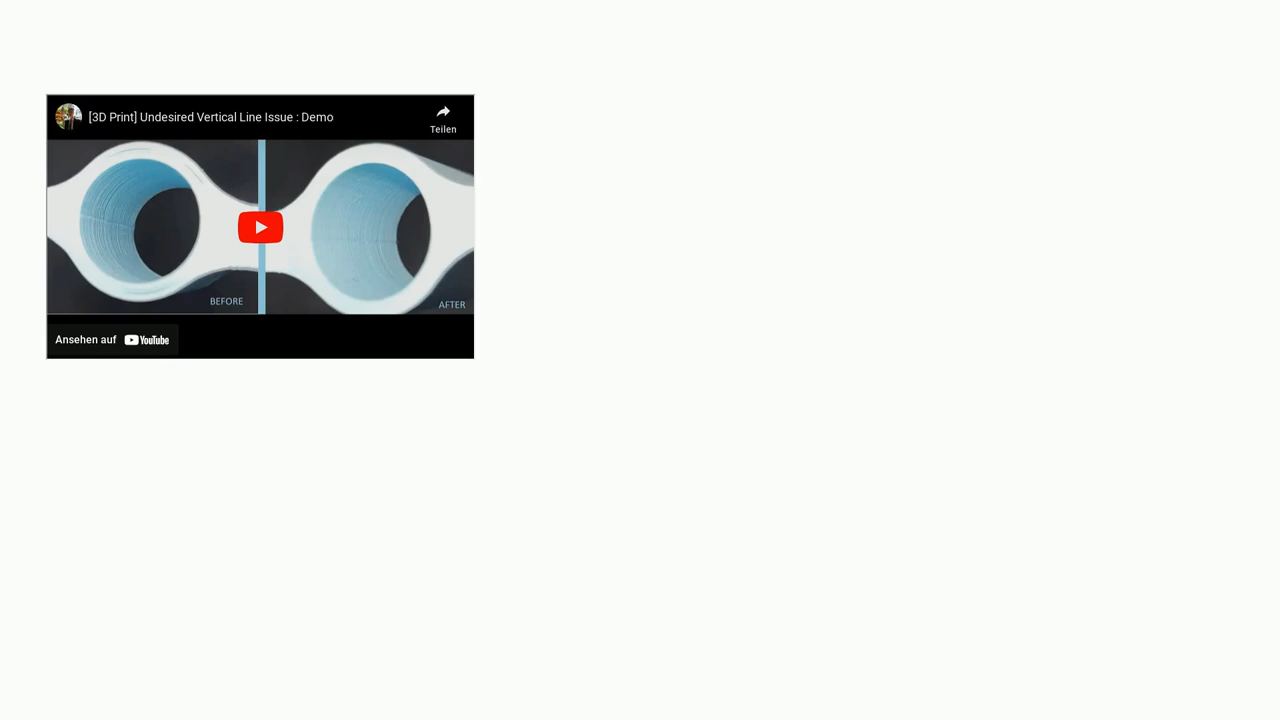 [3D Print] Undesired Vertical Line Issue : Demo
Teilen
BEFORE
AFTER
Ansehen auf YouTube